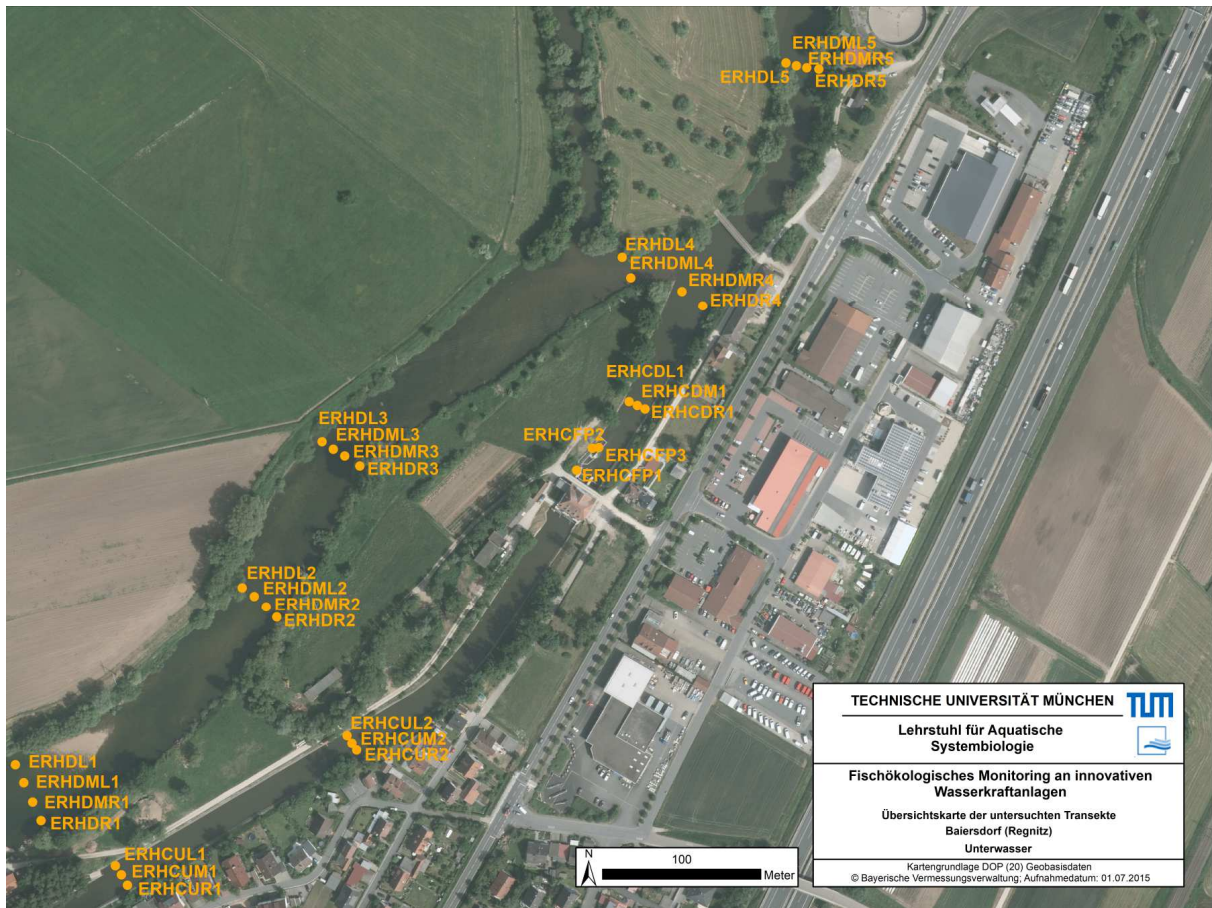 ERHDML5
ERHDMR5
ERHDL5
ERHDR5
ERHDL4
ERHDML4
ERHDMR4
ERHDR4
ERHCDL1
ERHCDM1
ERHCDR1
ERHDL3
ERHDML3
ERHDMR3
ERHDR3
ERHCFP2
ERHCFP3
ERHCFP1
ERHDL2
ERHDML2
ERHDMR2
ERHDR2
ERHCUL2
ERHCUM2
ERHCUR2
ERHDL1
ERHDML1
ERHDMR1
ERHDR1
ERHCUL1
ERHCUM1
ERHCUR1
N
100
Meter
TECHNISCHE UNIVERSITÄT MÜNCHEN
TUM
Lehrstuhl für Aquatische
Systembiologie
Fischökologisches Monitoring an innovativen
Wasserkraftanlagen
Übersichtskarte der untersuchten Transekte
Baiersdorf (Regnitz)
Unterwasser
Kartengrundlage DOP (20) Geobasisdaten
© Bayerische Vermessungsverwaltung; Aufnahmedatum: 01.07.2015